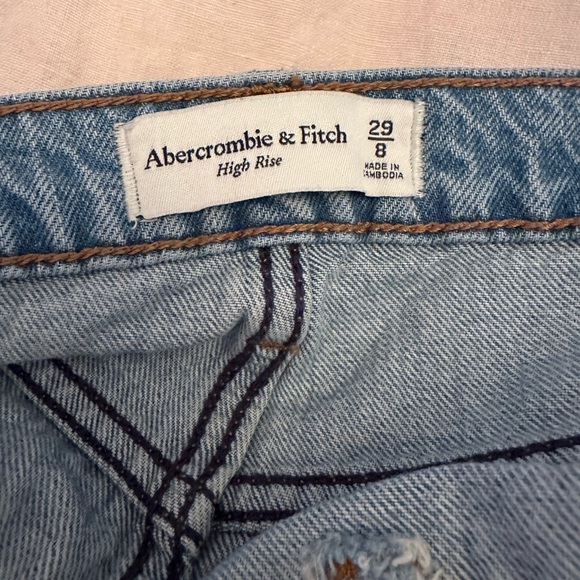 Abercrombie & Fitch
High Rise
29
8
MADE IN
CAMBODIA